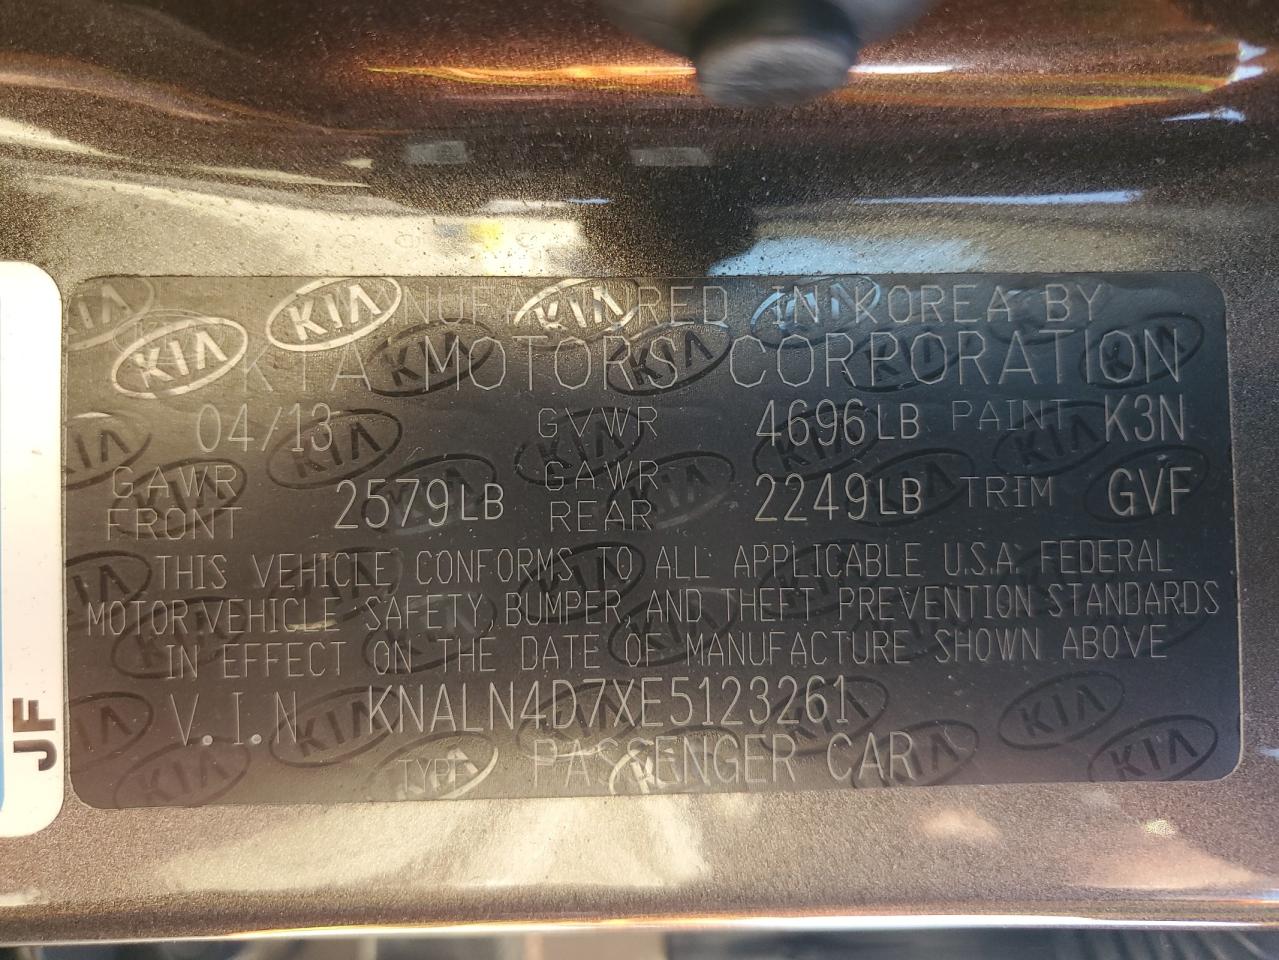 MANUFACTURED IN KOREA BY
KIA MOTORS CORPORATION
04/13 GVWR 4696LB PAINT K3N
GAWR FRONT 2579LB GAWR REAR 2249LB TRIM GVF
THIS VEHICLE CONFORMS TO ALL APPLICABLE U.S.A. FEDERAL
MOTOR VEHICLE SAFETY, BUMPER, AND THEFT PREVENTION STANDARDS
IN EFFECT ON THE DATE OF MANUFACTURE SHOWN ABOVE
V.I.N KNALN4D7XE5123261
TYPE PASSENGER CAR
JF